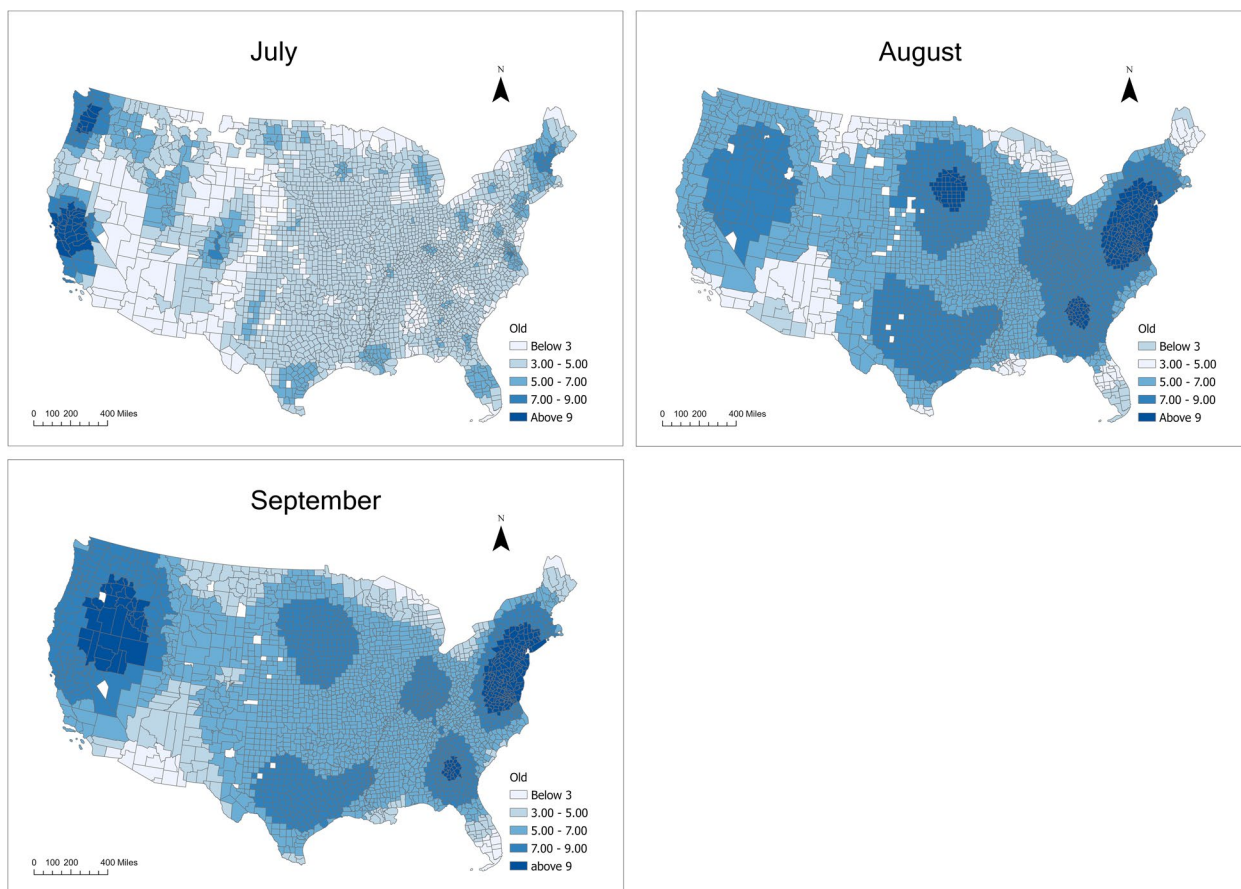 July
N
Old
Below 3
3.00 - 5.00
5.00 - 7.00
7.00 - 9.00
Above 9
0 100 200 400 Miles
August
N
Old
Below 3
3.00 - 5.00
5.00 - 7.00
7.00 - 9.00
Above 9
0 100 200 400 Miles
September
N
Old
Below 3
3.00 - 5.00
5.00 - 7.00
7.00 - 9.00
above 9
0 100 200 400 Miles